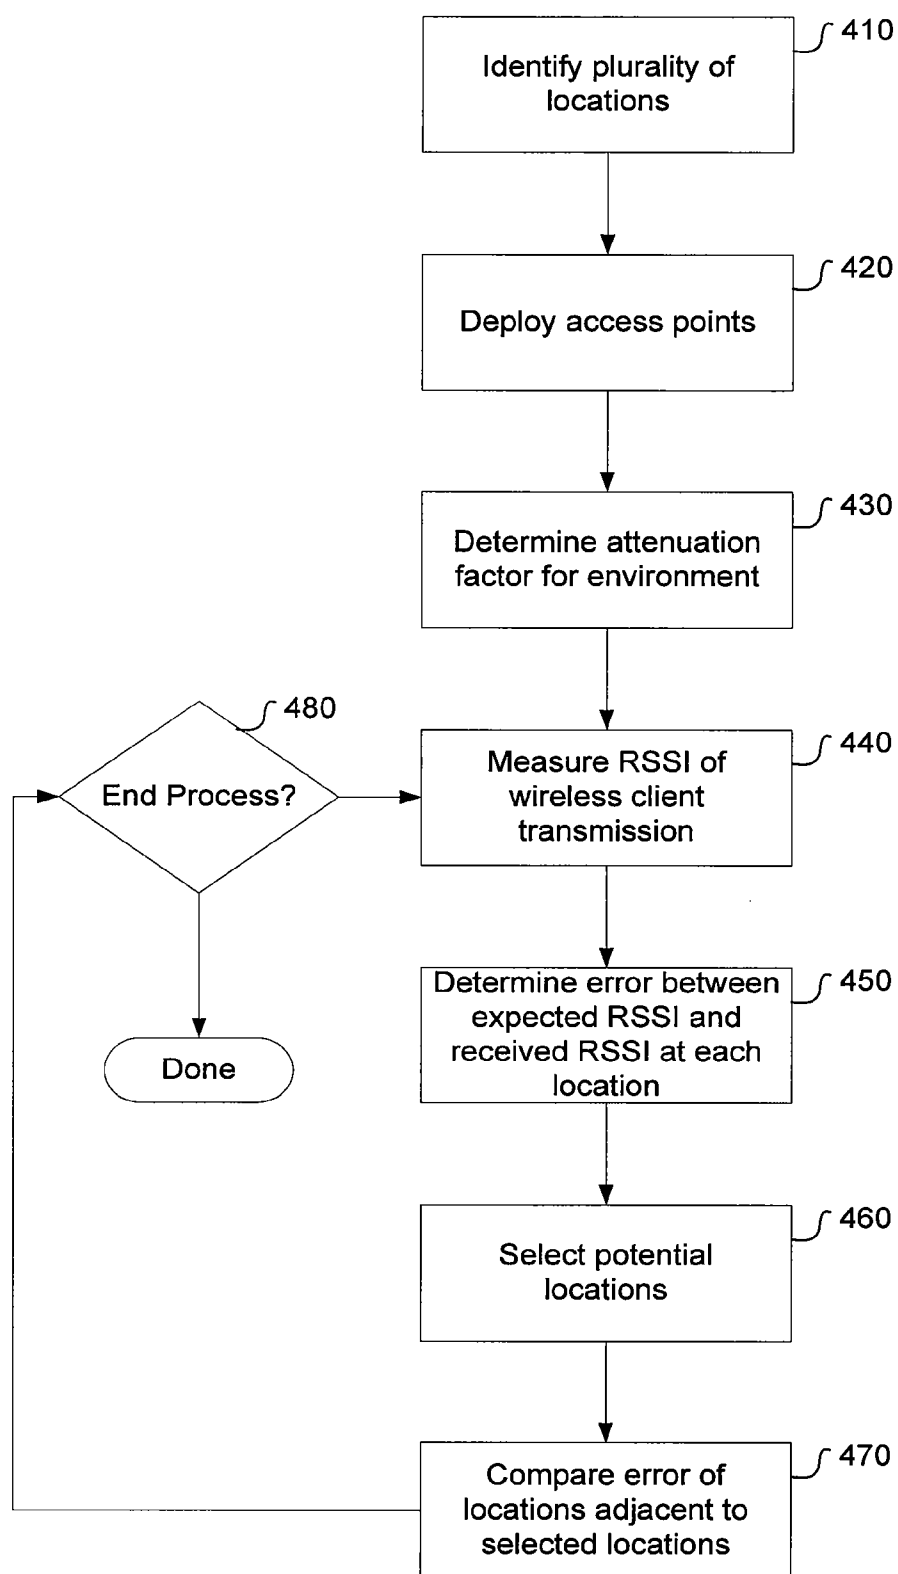 410
Identify plurality of
locations
420
Deploy access points
430
Determine attenuation
factor for environment
480
End Process?
440
Measure RSSI of
wireless client
transmission
450
Determine error between
expected RSSI and
received RSSI at each
location
Done
460
Select potential
locations
470
Compare error of
locations adjacent to
selected locations